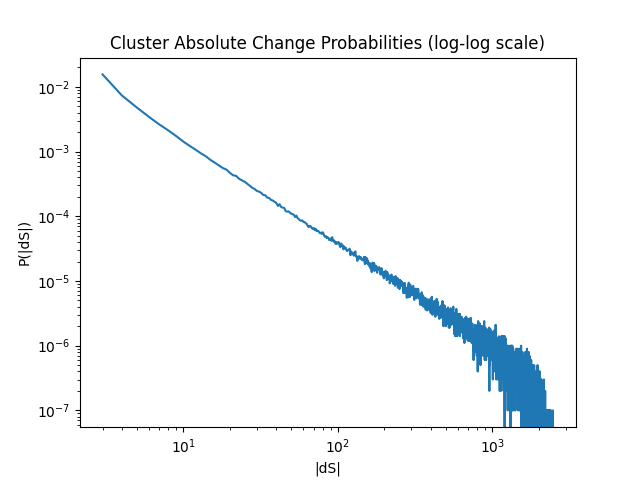 Cluster Absolute Change Probabilities (log-log scale)
P(|dS|)
10⁻²
10⁻³
10⁻⁴
10⁻⁵
10⁻⁶
10⁻⁷
10¹ 10² 10³
|dS|